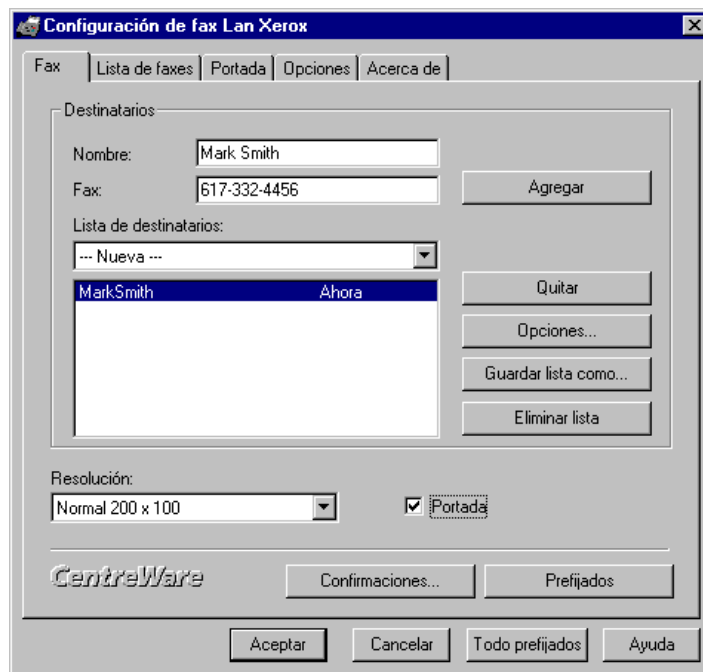 Configuración de fax Lan Xerox
Fax Lista de faxes Portada Opciones Acerca de
Destinatarios
Nombre: Mark Smith
Fax: 617-332-4456 Agregar
Lista de destinatarios:
--- Nueva ---
MarkSmith Ahora
Quitar
Opciones...
Guardar lista como...
Eliminar lista
Resolución:
Normal 200 x 100 Portada
CentreWare Confirmaciones... Prefijados
Aceptar Cancelar Todo prefijados Ayuda